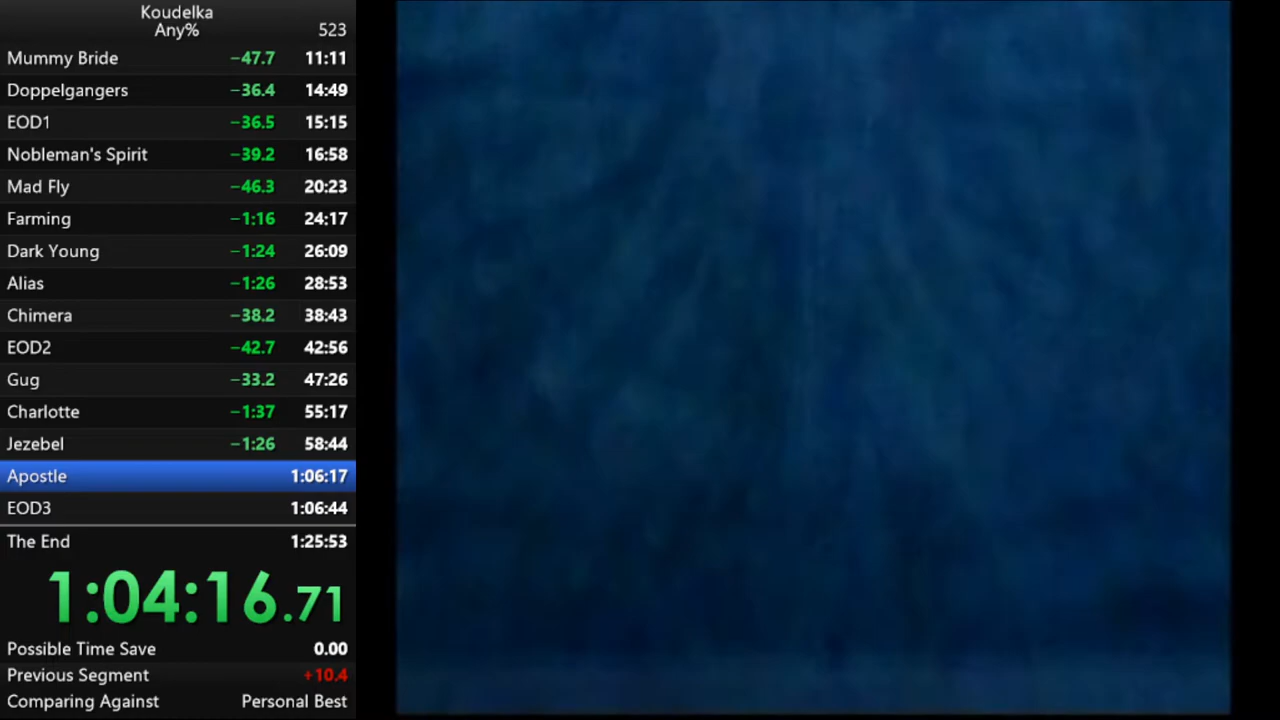 Koudelka
Any% 523
Mummy Bride −47.7 11:11
Doppelgangers −36.4 14:49
EOD1 −36.5 15:15
Nobleman's Spirit −39.2 16:58
Mad Fly −46.3 20:23
Farming −1:16 24:17
Dark Young −1:24 26:09
Alias −1:26 28:53
Chimera −38.2 38:43
EOD2 −42.7 42:56
Gug −33.2 47:26
Charlotte −1:37 55:17
Jezebel −1:26 58:44
Apostle 1:06:17
EOD3 1:06:44
The End 1:25:53
1:04:16.71
Possible Time Save 0.00
Previous Segment +10.4
Comparing Against Personal Best